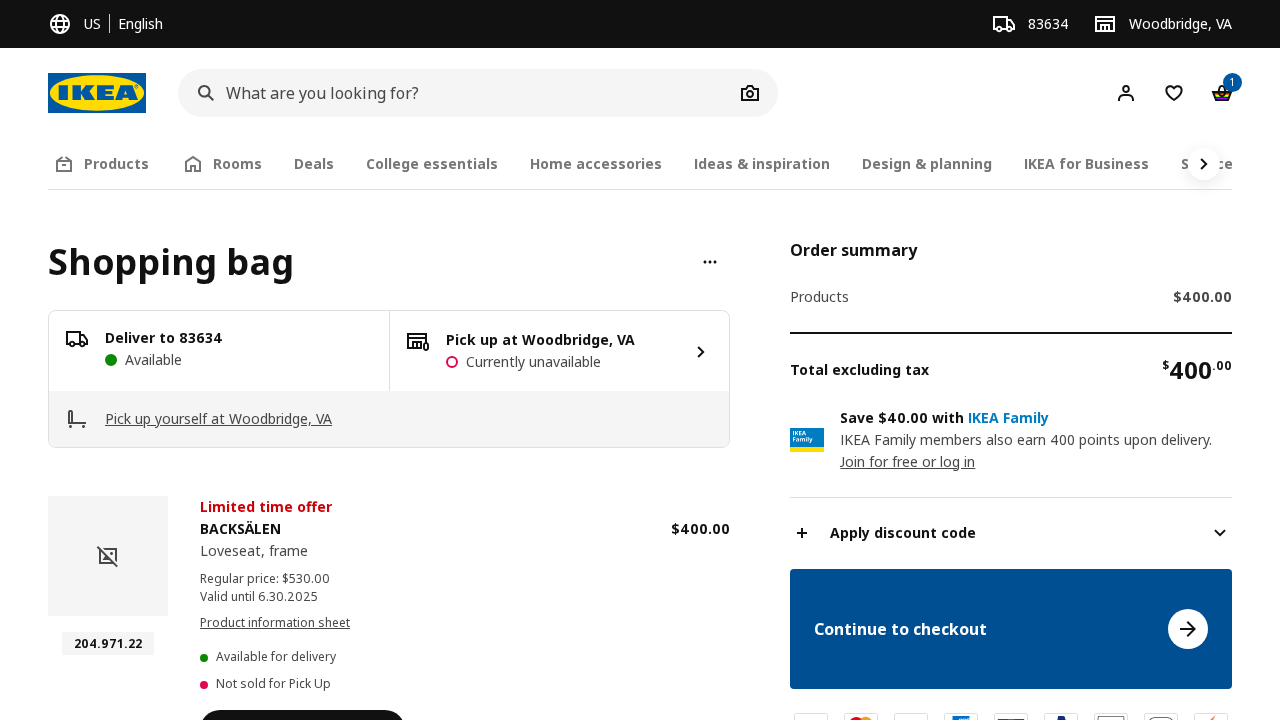 US English
83634
Woodbridge, VA
IKEA
What are you looking for?
1
Products
Rooms
Deals
College essentials
Home accessories
Ideas & inspiration
Design & planning
IKEA for Business
Shopping bag
Deliver to 83634
Available
Pick up at Woodbridge, VA
Currently unavailable
Pick up yourself at Woodbridge, VA
Limited time offer
BACKSÄLEN
$400.00
Loveseat, frame
Regular price: $530.00
Valid until 6.30.2025
Product information sheet
204.971.22
Available for delivery
Not sold for Pick Up
Order summary
Products
$400.00
Total excluding tax
$400.00
Save $40.00 with IKEA Family
IKEA Family
IKEA Family members also earn 400 points upon delivery.
Join for free or log in
Apply discount code
Continue to checkout